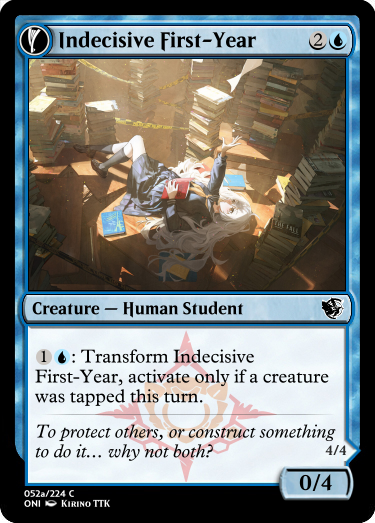 Indecisive First-Year 2
Creature — Human Student
1 : Transform Indecisive
First-Year, activate only if a creature
was tapped this turn.
To protect others, or construct something
to do it… why not both?
4/4
0/4
052a/224 C
ONI Kirino TTK